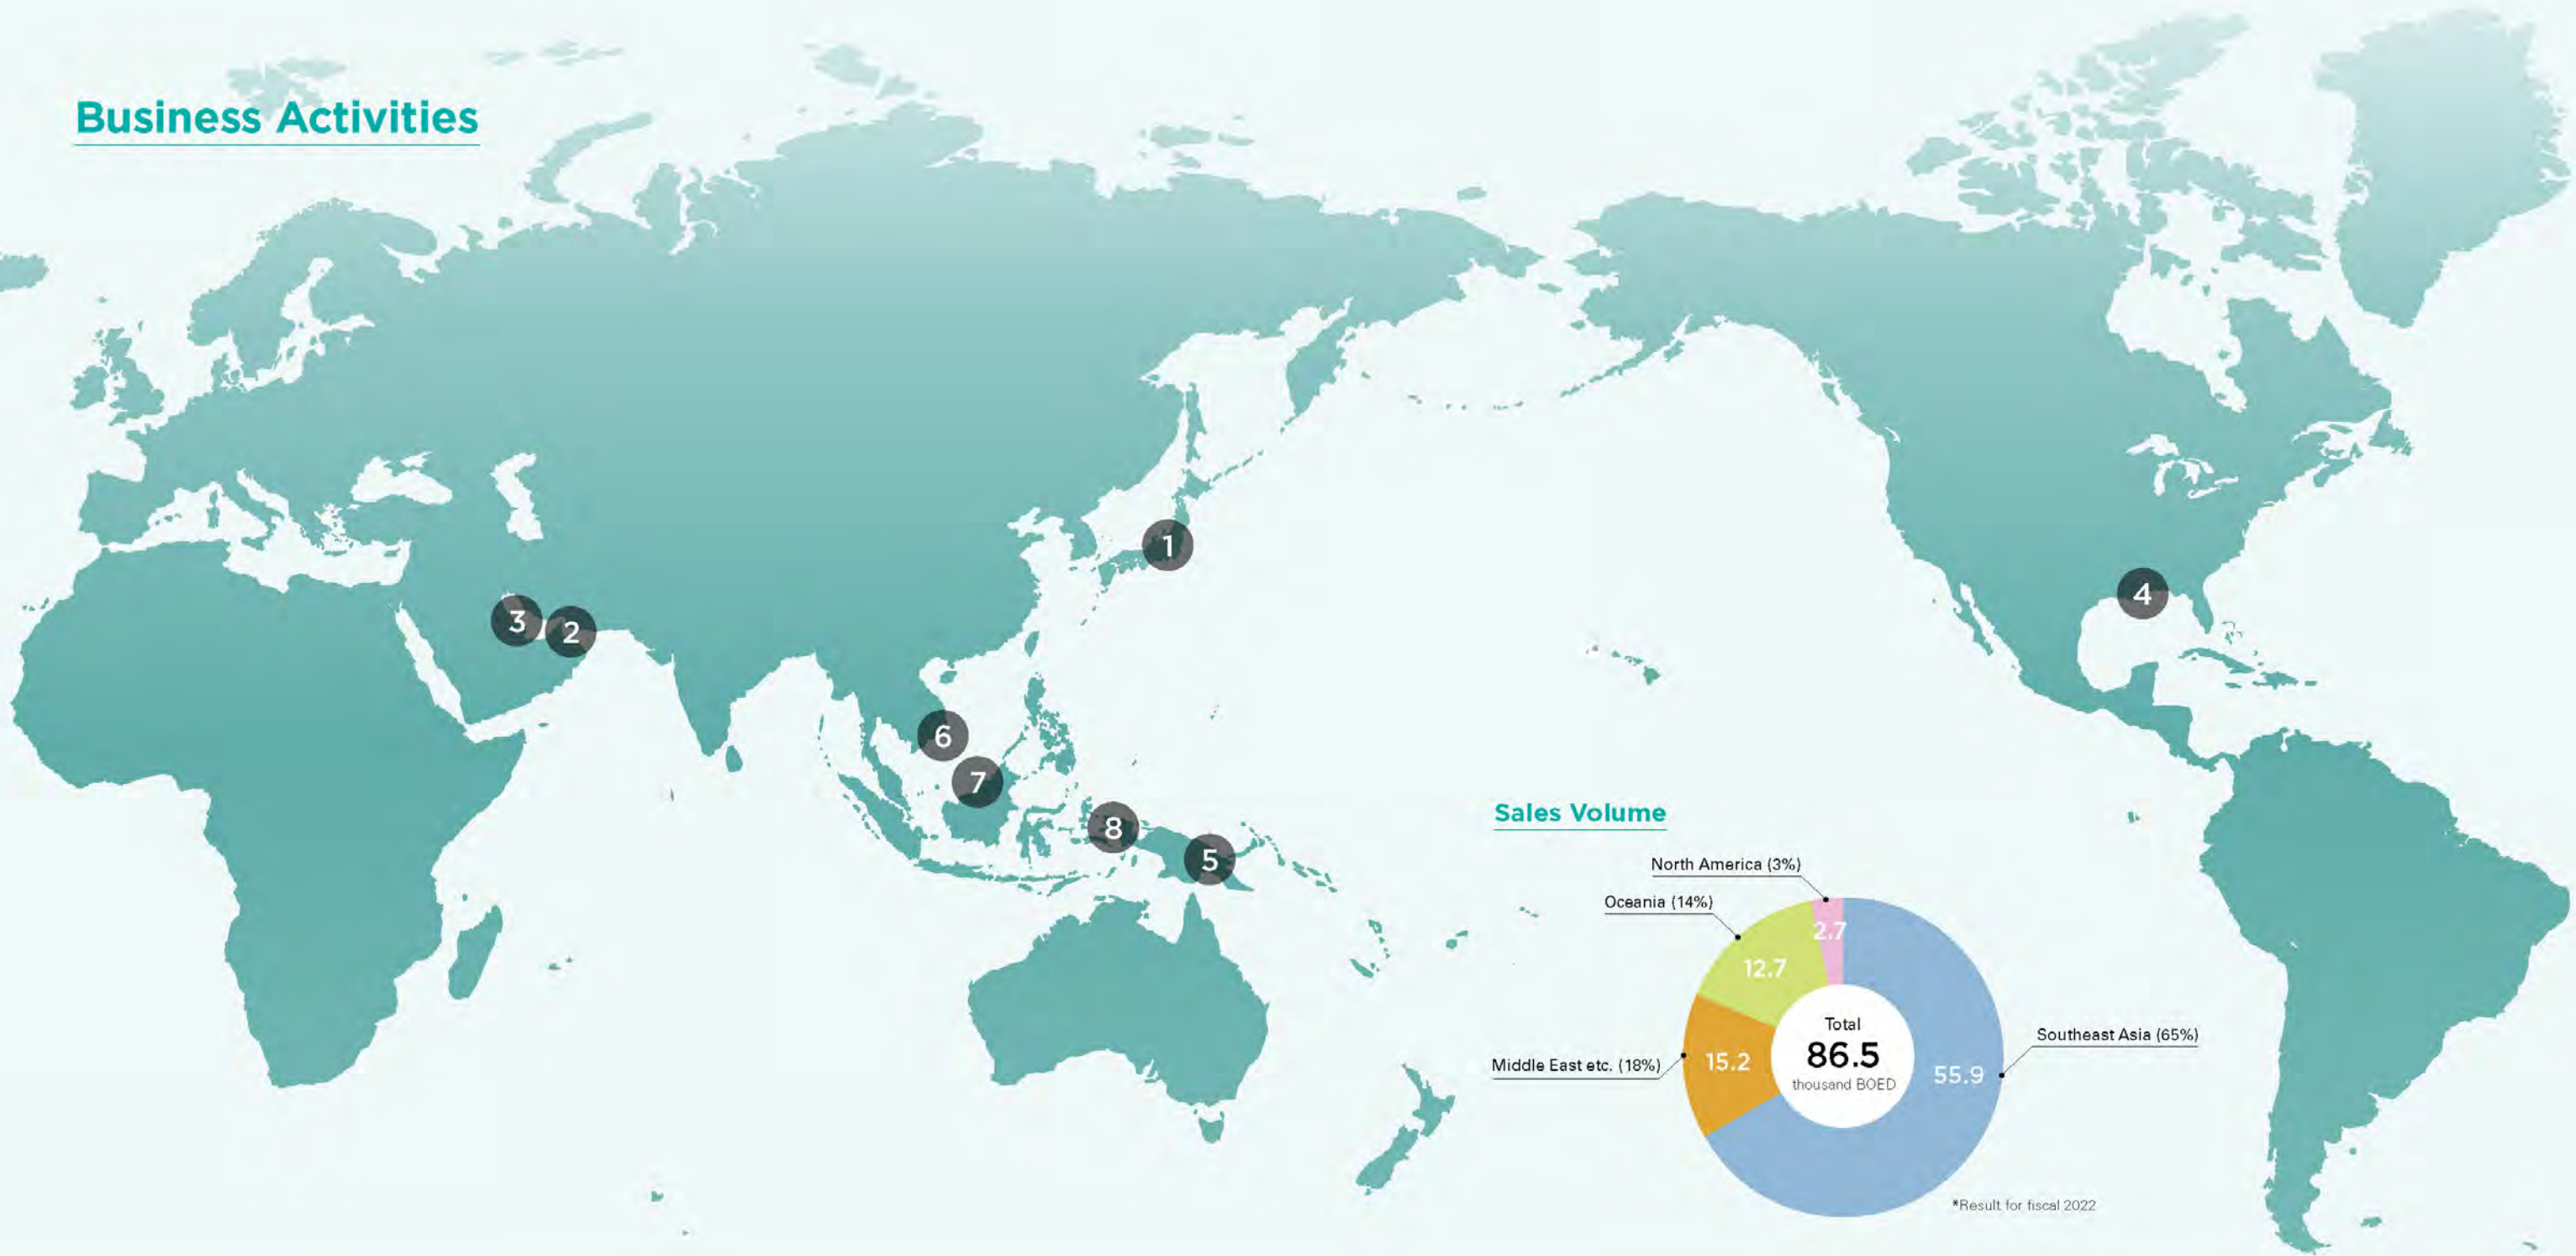 Business Activities
1
4
3
2
6
7
8
5
Sales Volume
North America (3%)
Oceania (14%)
2.7
12.7
Total
86.5
thousand BOED
Southeast Asia (65%)
Middle East etc. (18%)
15.2
55.9
*Result for fiscal 2022